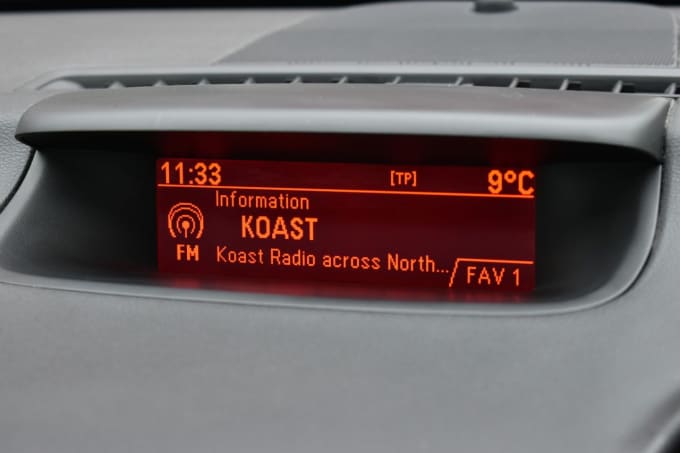 11:33 [TP] 9°C
Information
KOAST
FM
Koast Radio across North...
FAV 1